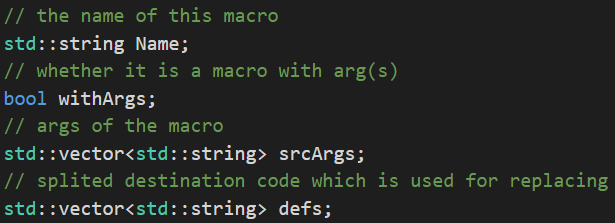 // the name of this macro
std::string Name;
// whether it is a macro with arg(s)
bool withArgs;
// args of the macro
std::vector<std::string> srcArgs;
// splited destination code which is used for replacing
std::vector<std::string> defs;